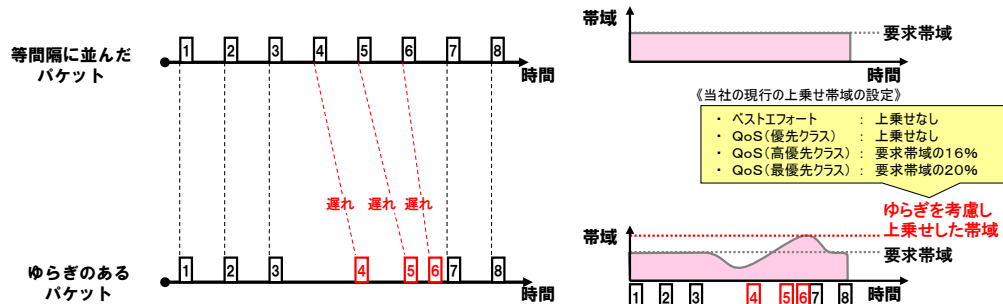 等間隔に並んだ
パケット
1 2 3 4 5 6 7 8
時間
遅れ 遅れ 遅れ
ゆらぎのある
パケット
1 2 3 4 5 6 7 8
時間
帯域
要求帯域
時間
《当社の現行の上乗せ帯域の設定》
・ ベストエフォート : 上乗せなし
・ QoS(優先クラス) : 上乗せなし
・ QoS(高優先クラス) : 要求帯域の16%
・ QoS(最優先クラス) : 要求帯域の20%
ゆらぎを考慮し
上乗せした帯域
帯域
要求帯域
1 2 3 4 5 6 7 8 時間